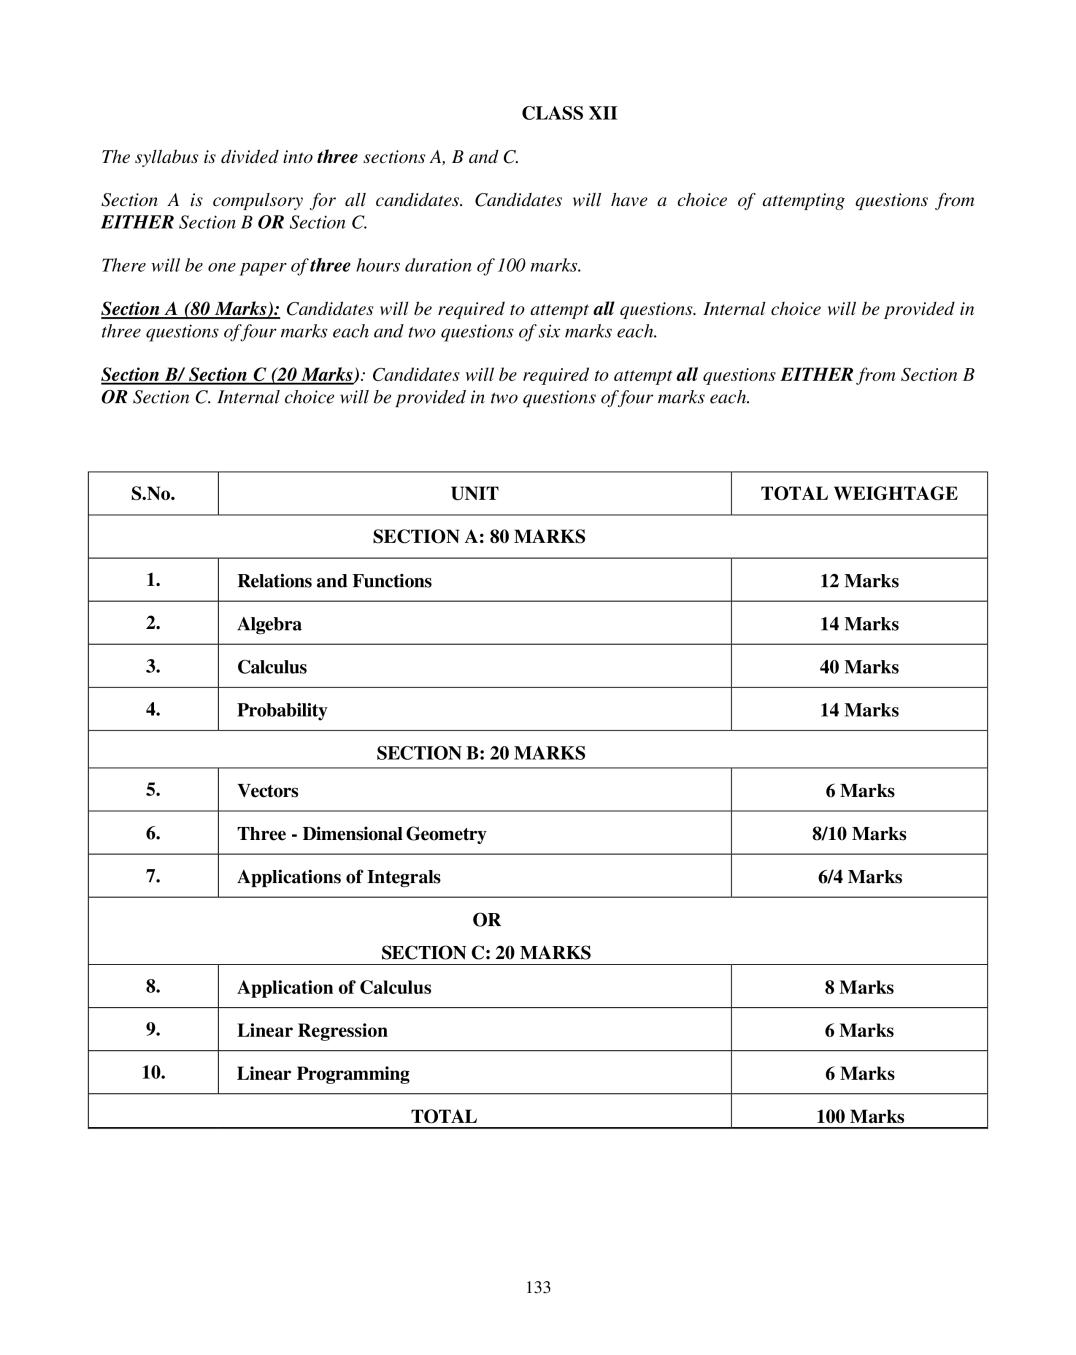 CLASS XII
The syllabus is divided into three sections A, B and C.
Section A is compulsory for all candidates. Candidates will have a choice of attempting questions from
EITHER Section B OR Section C.
There will be one paper of three hours duration of 100 marks.
Section A (80 Marks): Candidates will be required to attempt all questions. Internal choice will be provided in
three questions of four marks each and two questions of six marks each.
Section B/ Section C (20 Marks): Candidates will be required to attempt all questions EITHER from Section B
OR Section C. Internal choice will be provided in two questions of four marks each.
S.No. UNIT TOTAL WEIGHTAGE
SECTION A: 80 MARKS
1. Relations and Functions 12 Marks
2. Algebra 14 Marks
3. Calculus 40 Marks
4. Probability 14 Marks
SECTION B: 20 MARKS
5. Vectors 6 Marks
6. Three - Dimensional Geometry 8/10 Marks
7. Applications of Integrals 6/4 Marks
OR
SECTION C: 20 MARKS
8. Application of Calculus 8 Marks
9. Linear Regression 6 Marks
10. Linear Programming 6 Marks
TOTAL 100 Marks
133